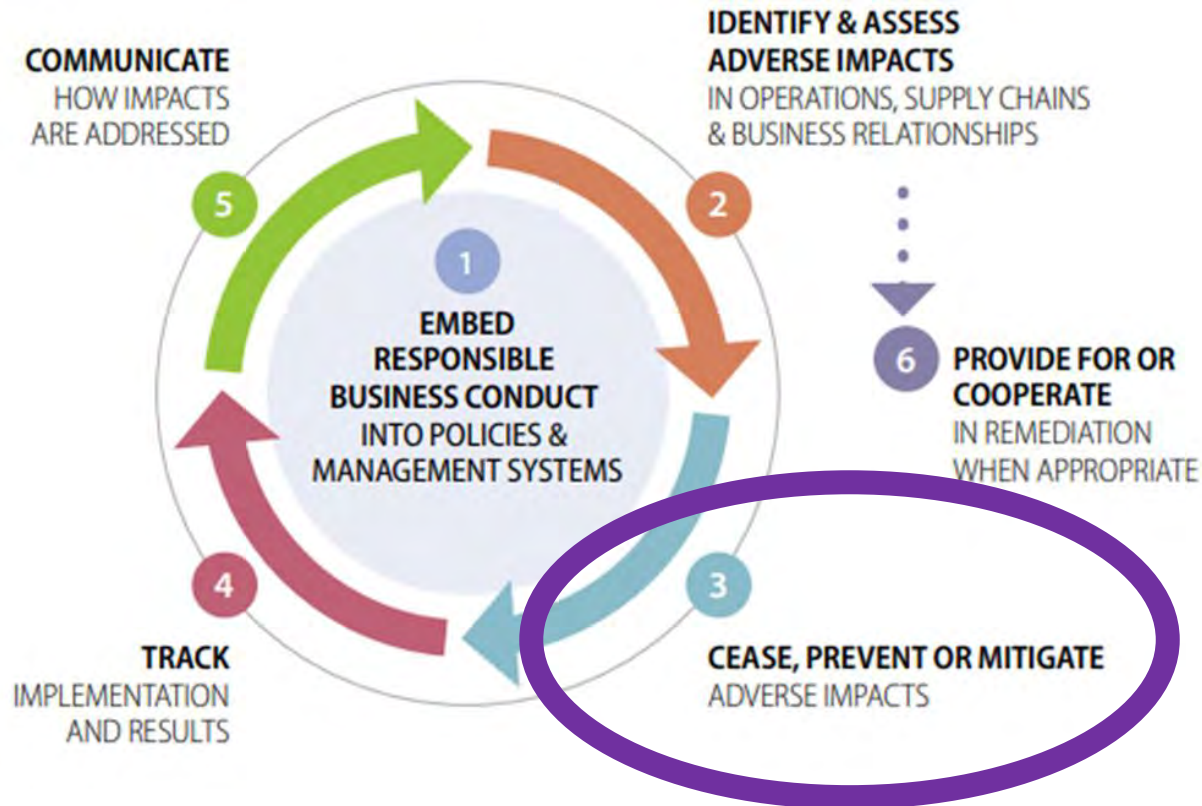 COMMUNICATE
HOW IMPACTS
ARE ADDRESSED
5
IDENTIFY & ASSESS
ADVERSE IMPACTS
IN OPERATIONS, SUPPLY CHAINS
& BUSINESS RELATIONSHIPS
2
1
EMBED
RESPONSIBLE
BUSINESS CONDUCT
INTO POLICIES &
MANAGEMENT SYSTEMS
6
PROVIDE FOR OR
COOPERATE
IN REMEDIATION
WHEN APPROPRIATE
4
TRACK
IMPLEMENTATION
AND RESULTS
3
CEASE, PREVENT OR MITIGATE
ADVERSE IMPACTS